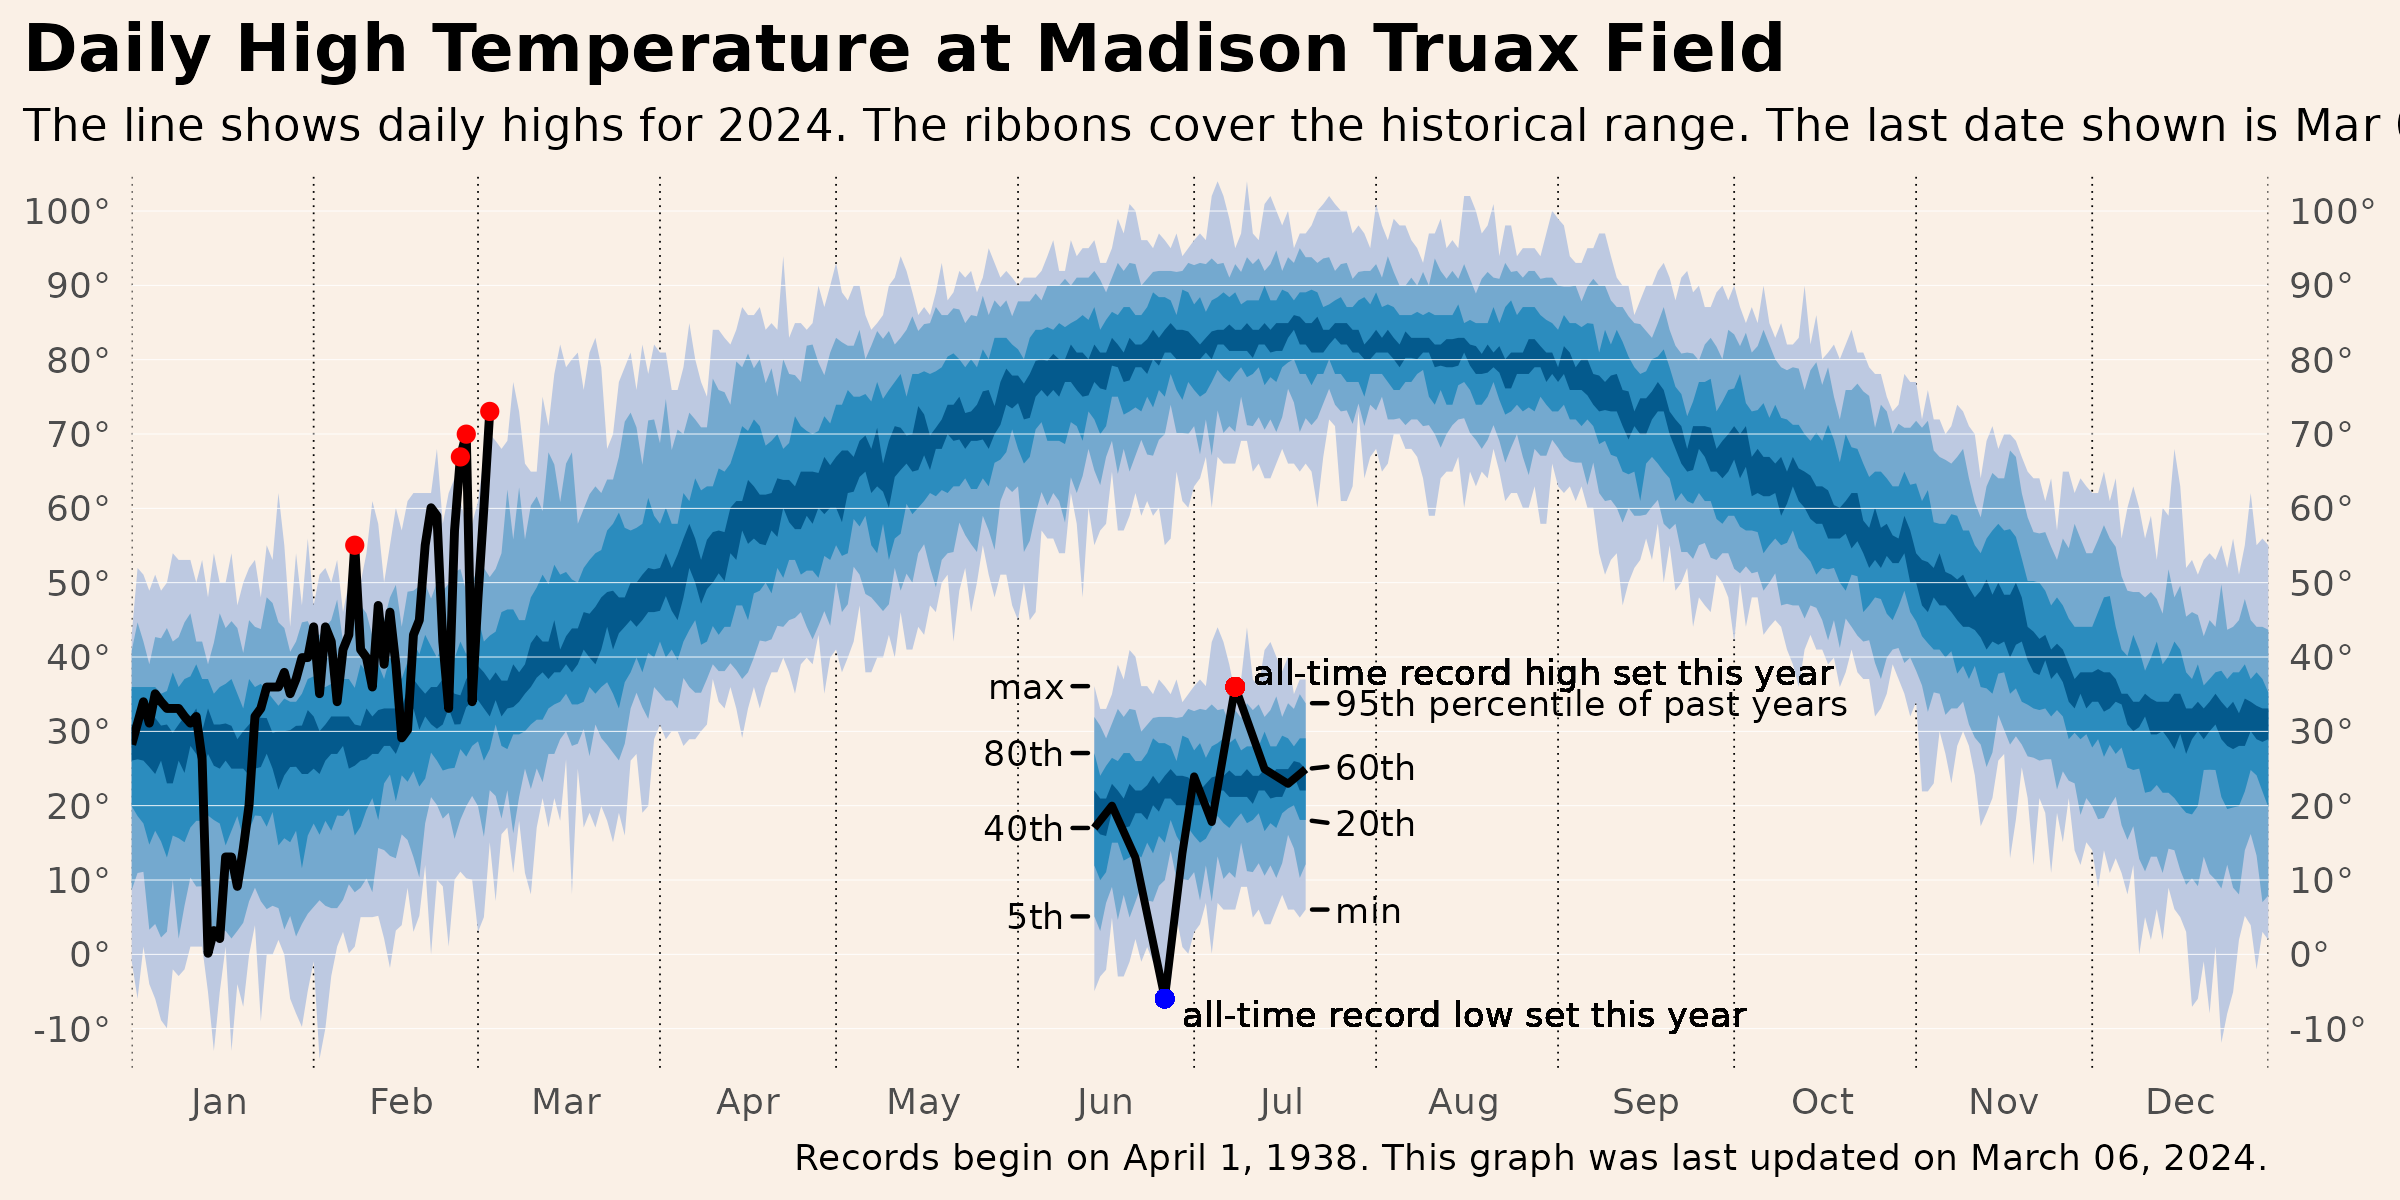 Daily High Temperature at Madison Truax Field
The line shows daily highs for 2024. The ribbons cover the historical range. The last date shown is Mar
100° 100°
90° 90°
80° 80°
70° 70°
60° 60°
50° 50°
40° 40°
30° 30°
20° 20°
10° 10°
0° 0°
-10° -10°
all-time record high set this year
max
95th percentile of past years
80th
60th
40th
20th
5th
min
all-time record low set this year
Jan Feb Mar Apr May Jun Jul Aug Sep Oct Nov Dec
Records begin on April 1, 1938. This graph was last updated on March 06, 2024.